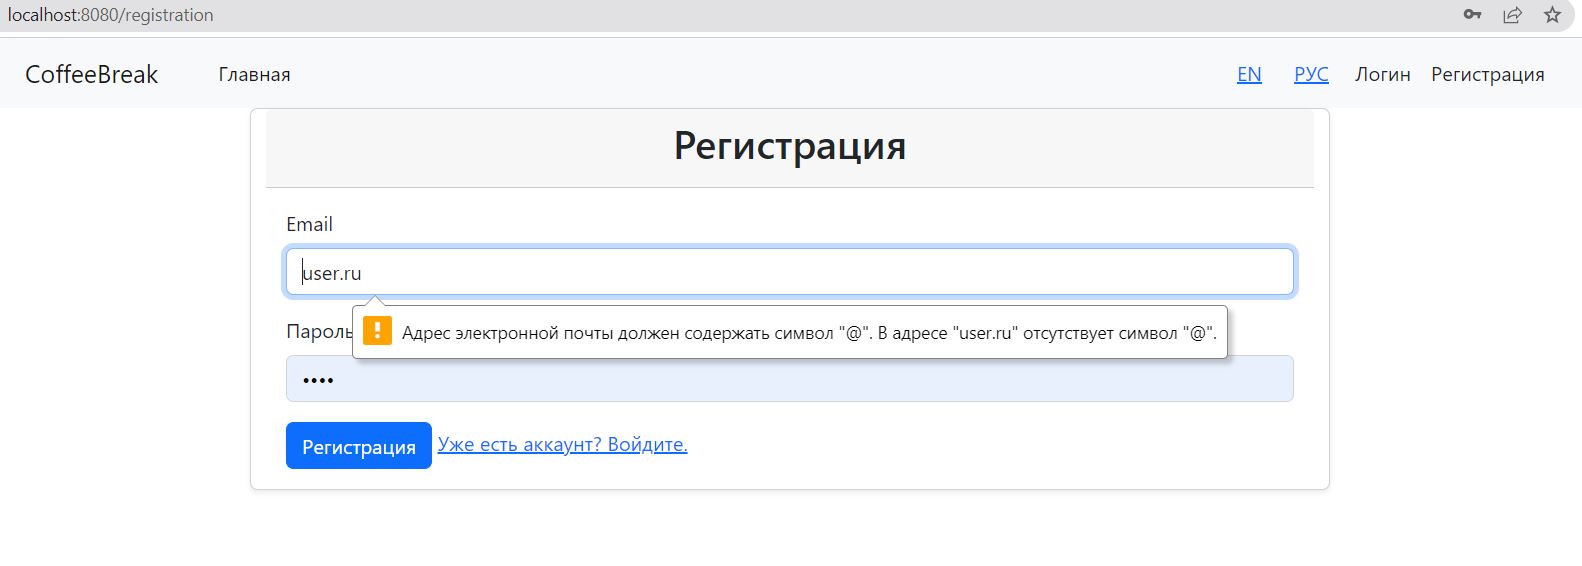 localhost:8080/registration
CoffeeBreak Главная EN РУС Логин Регистрация
Регистрация
Email
user.ru
Адрес электронной почты должен содержать символ "@". В адресе "user.ru" отсутствует символ "@".
Пароль
••••
Регистрация Уже есть аккаунт? Войдите.